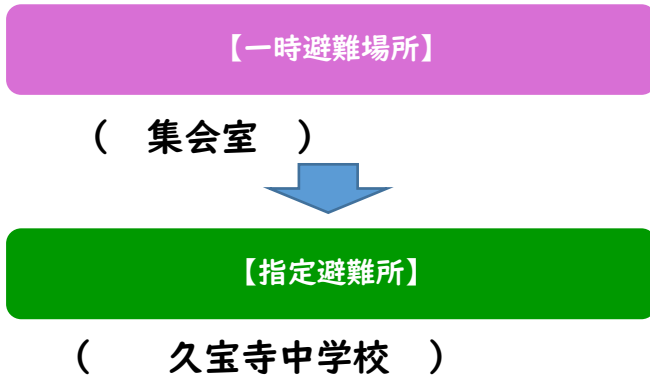 【一時避難場所】
（　集会室　）
【指定避難所】
（　　久宝寺中学校　）